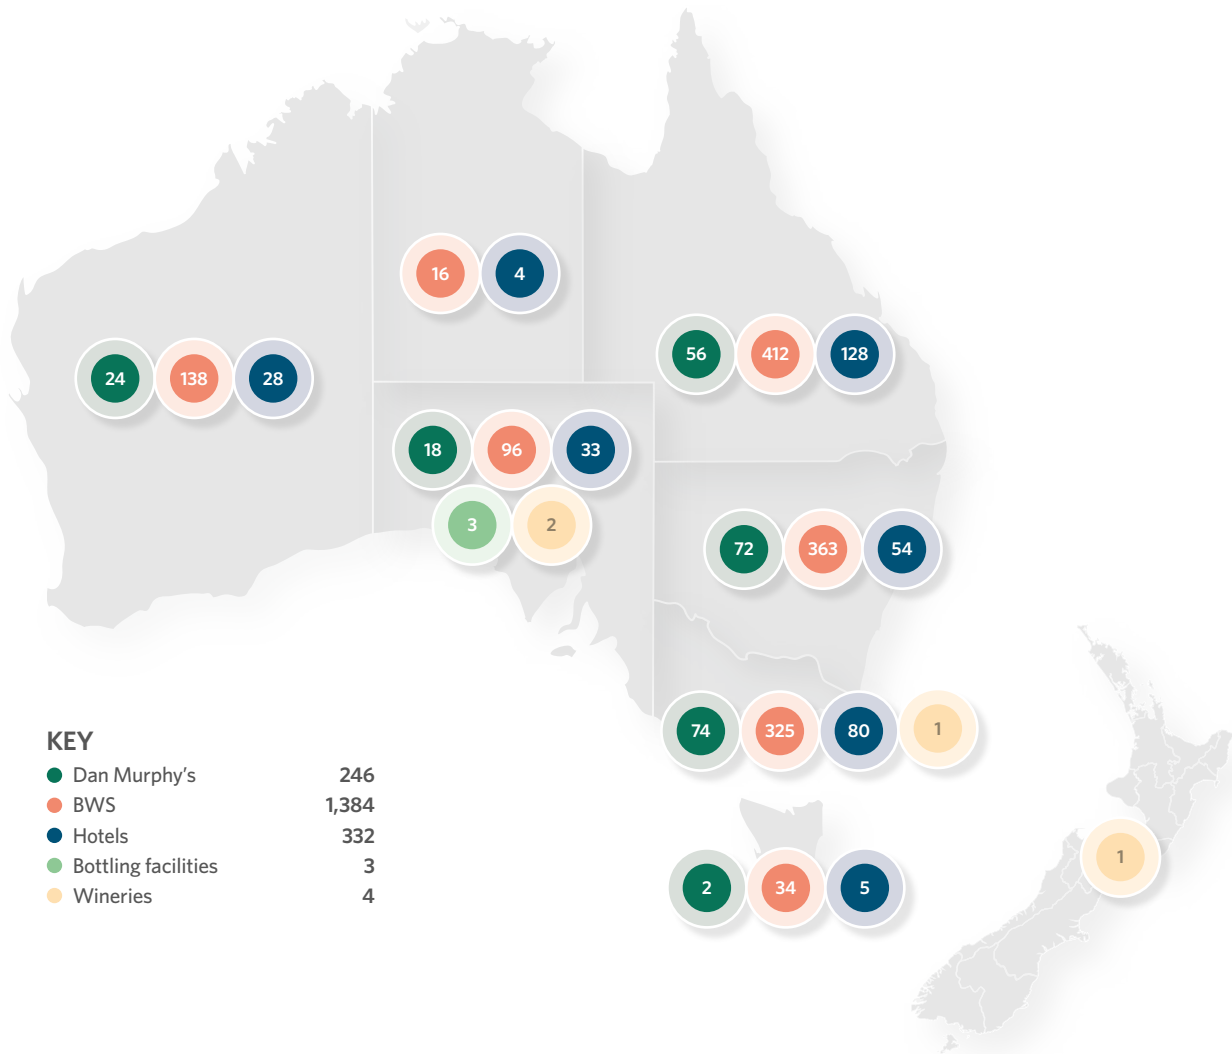 16 4
56 412 128
24 138 28
18 96 33
3 2
72 363 54
74 325 80 1
KEY
Dan Murphy's 246
BWS 1,384
Hotels 332
Bottling facilities 3
Wineries 4
1
2 34 5